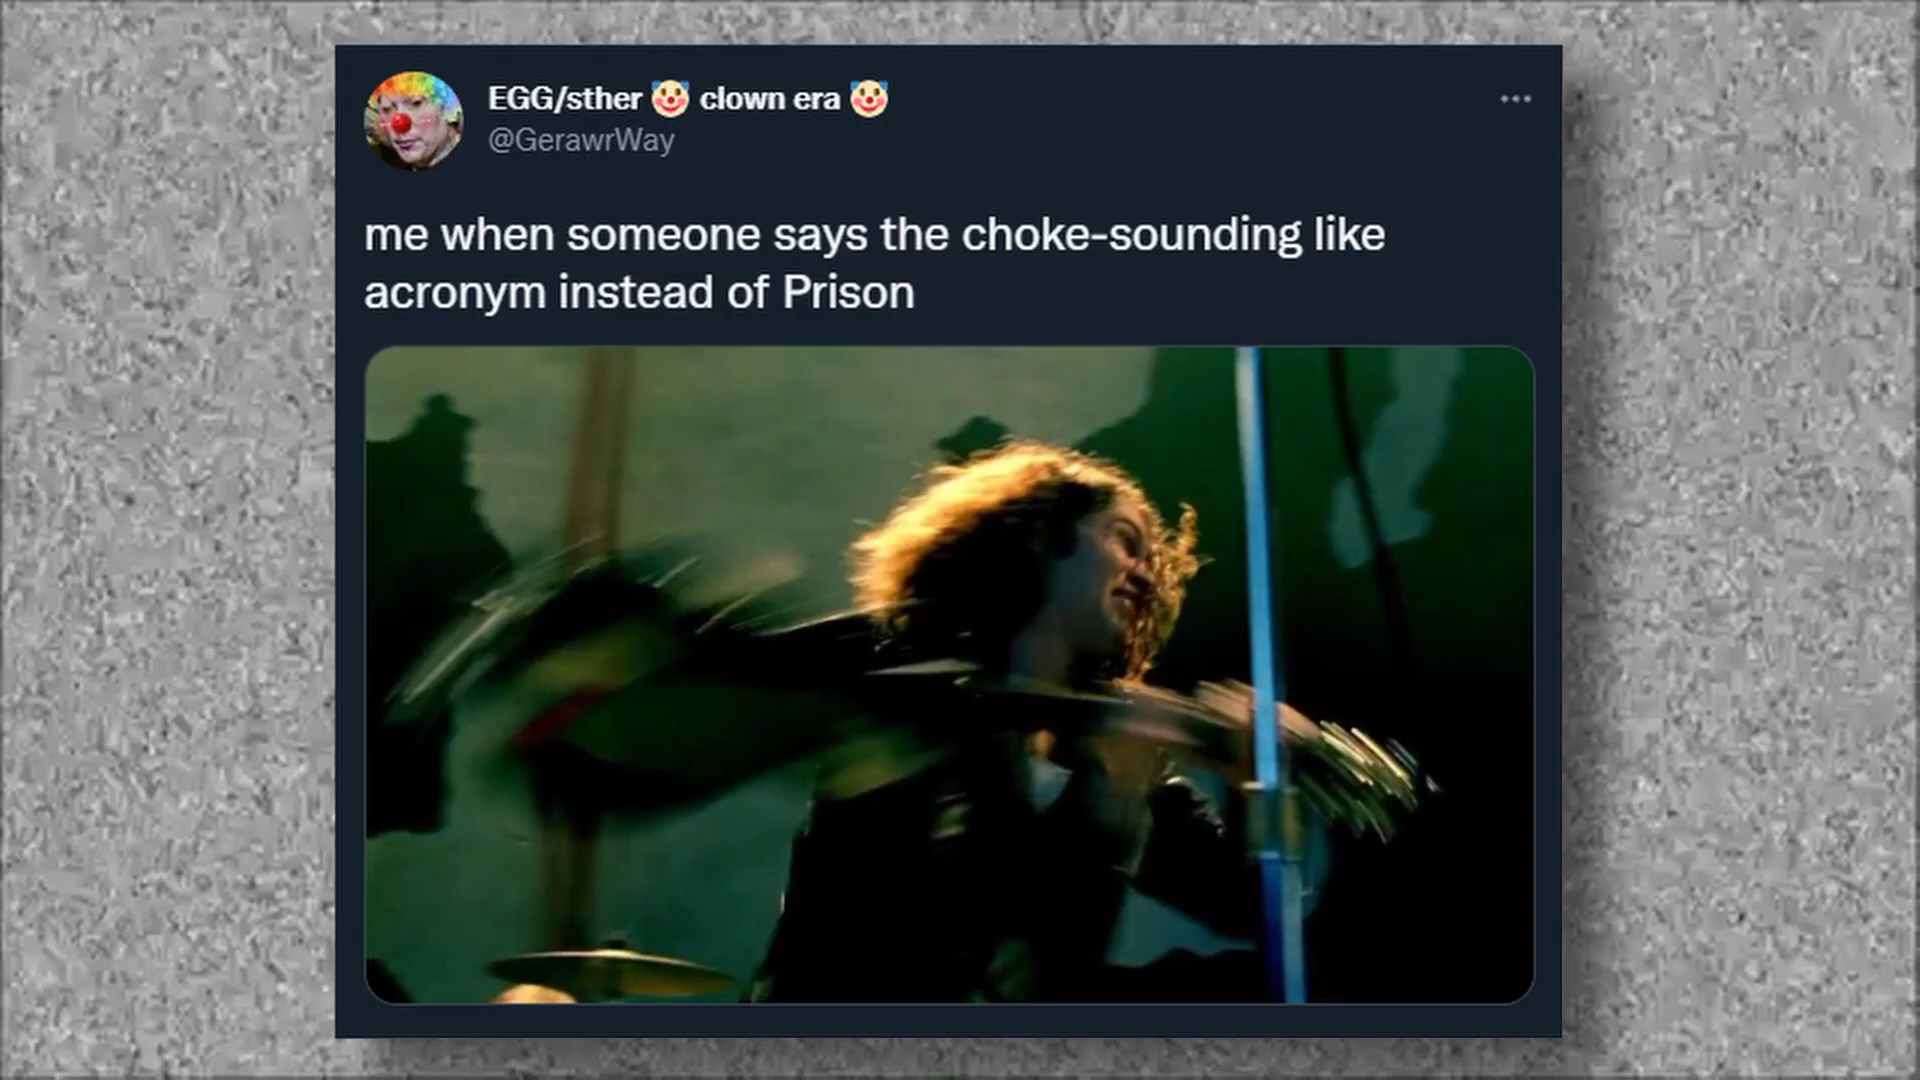 EGG/sther 🤡 clown era 🤡
@GerawrWay
me when someone says the choke-sounding like
acronym instead of Prison